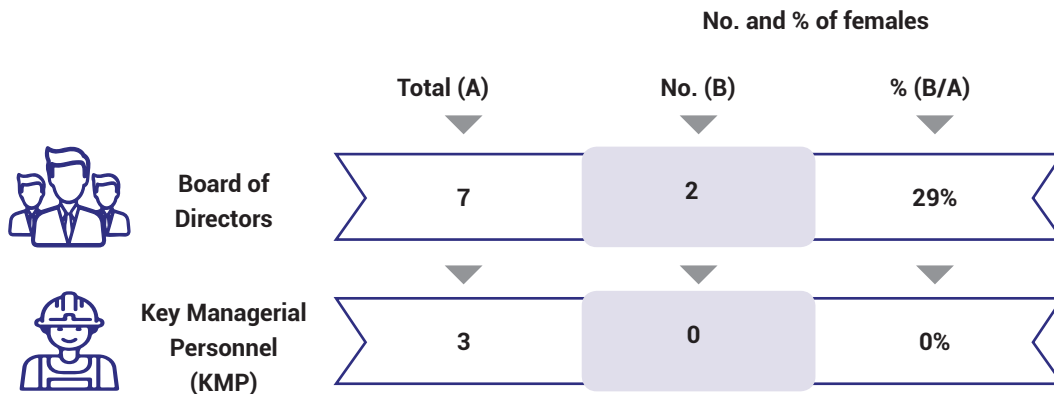 No. and % of females
Total (A)
No. (B)
% (B/A)
Board of
Directors
7
2
29%
Key Managerial
Personnel
(KMP)
3
0
0%